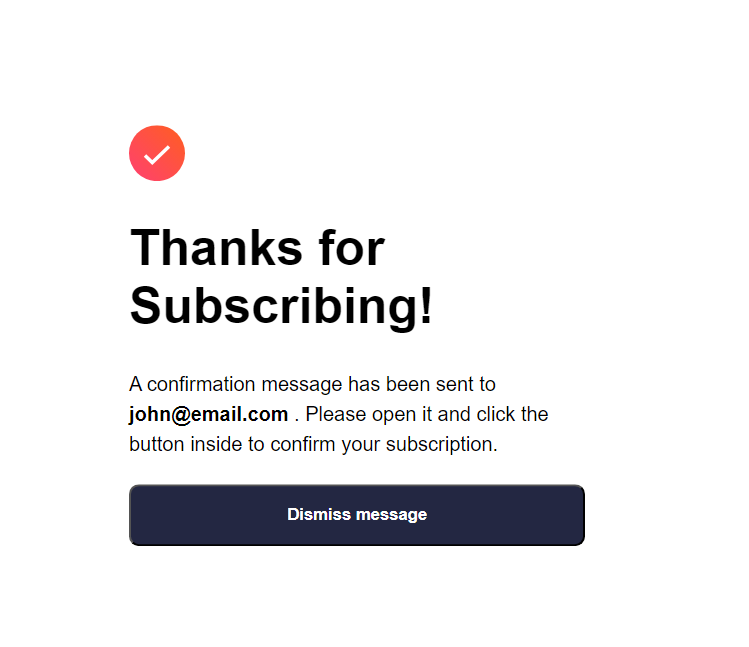 Thanks for
Subscribing!
A confirmation message has been sent to
john@email.com . Please open it and click the
button inside to confirm your subscription.
Dismiss message